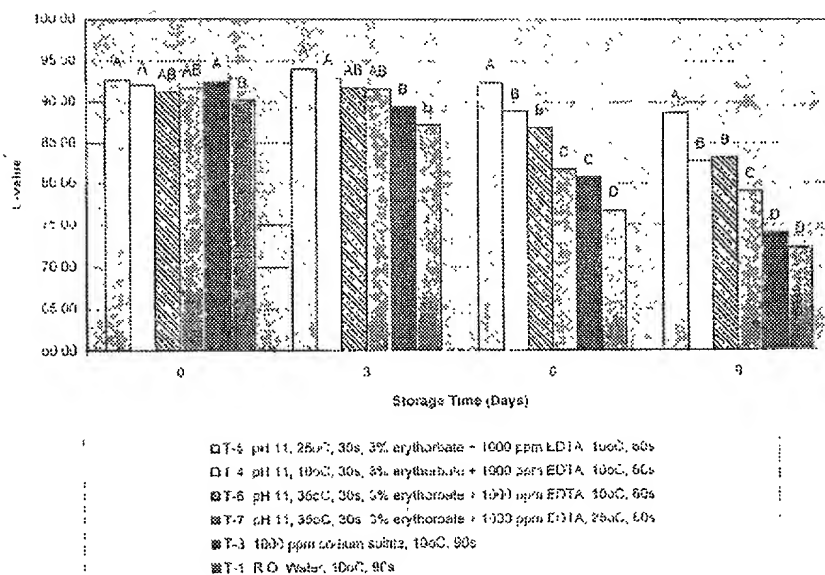 100.00
95.00
90.00
85.00
80.00
75.00
70.00
65.00
60.00
L-value
A A AB AB A B
A A AB AB B B
A B B C C D
A B B C D D
0 3 6 9
Storage Time (Days)
T-5 pH 11, 25oC, 30s, 3% erythorbate + 1000 ppm EDTA, 10oC, 60s
T-4 pH 11, 10oC, 30s, 3% erythorbate + 1000 ppm EDTA, 10oC, 60s
T-6 pH 11, 35oC, 30s, 3% erythorbate + 1000 ppm EDTA, 10oC, 60s
T-7 pH 11, 35oC, 30s, 3% erythorbate + 1000 ppm EDTA, 25oC, 60s
T-3 1000 ppm sodium sulfite, 10oC, 90s
T-1 R.O. Water, 10oC, 90s